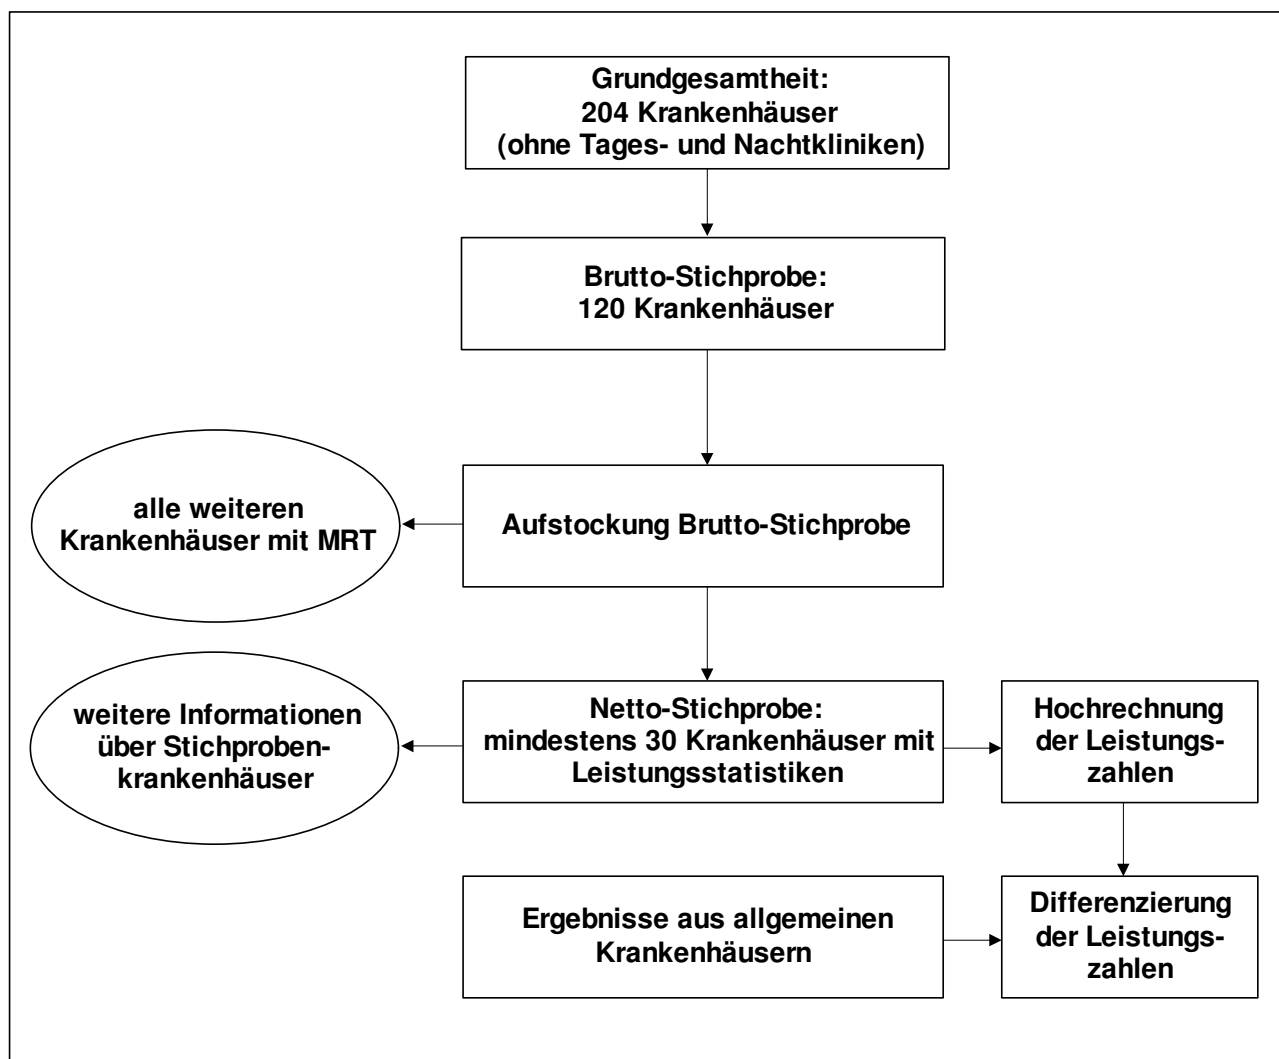 Grundgesamtheit:
204 Krankenhäuser
(ohne Tages- und Nachtkliniken)
Brutto-Stichprobe:
120 Krankenhäuser
alle weiteren
Krankenhäuser mit MRT
Aufstockung Brutto-Stichprobe
weitere Informationen
über Stichproben-
krankenhäuser
Netto-Stichprobe:
mindestens 30 Krankenhäuser mit
Leistungsstatistiken
Hochrechnung
der Leistungs-
zahlen
Ergebnisse aus allgemeinen
Krankenhäusern
Differenzierung
der Leistungs-
zahlen